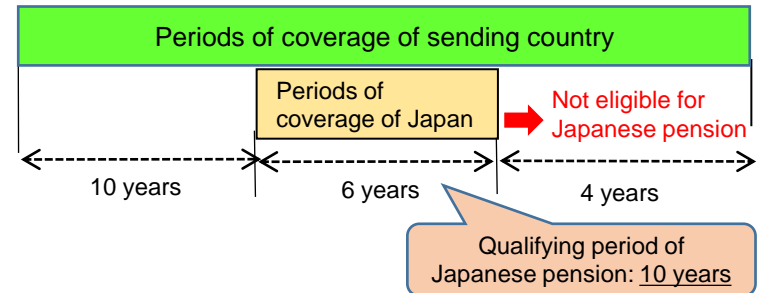 Periods of coverage of sending country
Periods of
coverage of Japan
Not eligible for
Japanese pension
10 years
6 years
4 years
Qualifying period of
Japanese pension: 10 years